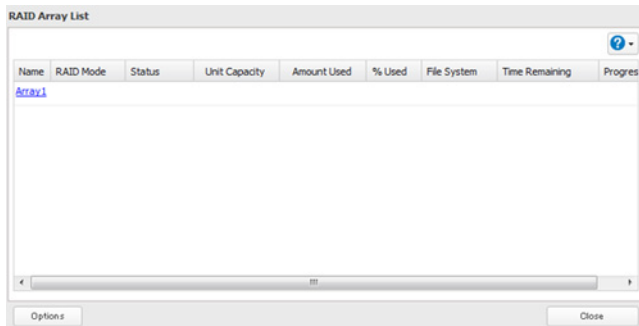 RAID Array List
Name RAID Mode Status Unit Capacity Amount Used % Used File System Time Remaining Progres
Array1
Options Close